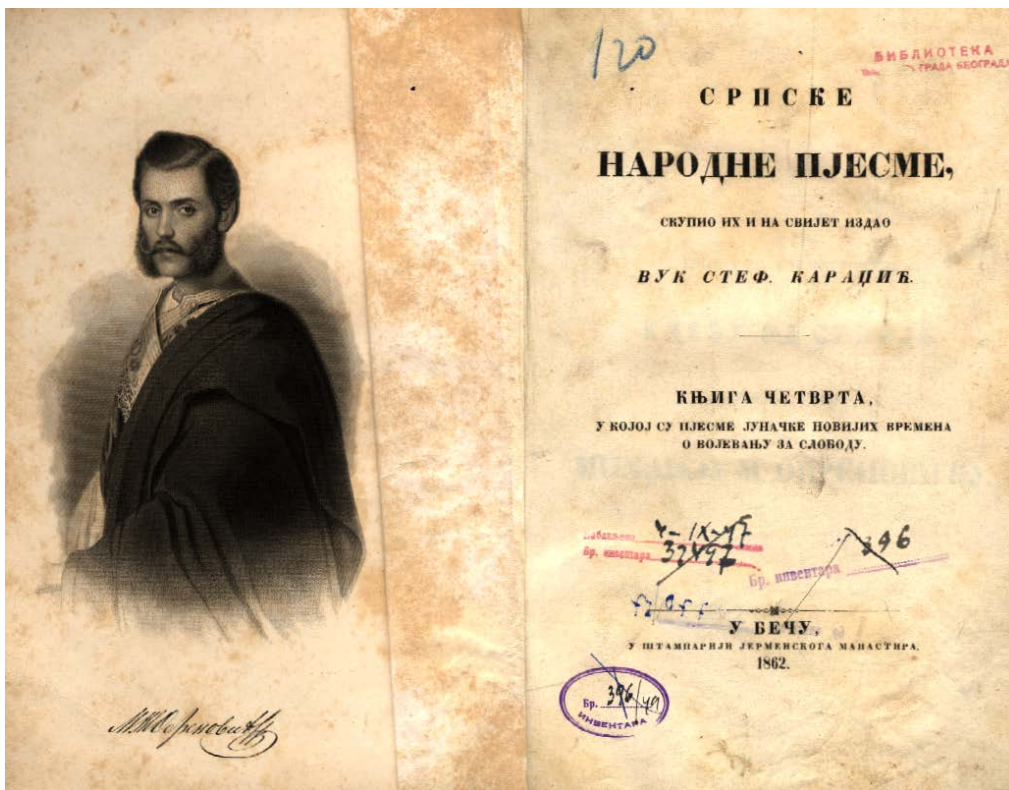 М. М. Обреновић
120
БИБЛИОТЕКА
ГРАДА БЕОГРАДА
СРПСКЕ
НАРОДНЕ ПЈЕСМЕ,
СКУПИО ИХ И НА СВИЈЕТ ИЗДАО
ВУК СТЕФ. КАРАЏИЋ.
КЊИГА ЧЕТВРТА,
У КОЈОЈ СУ ПЈЕСМЕ ЈУНАЧКЕ НОВИЈИХ ВРЕМЕНА
О ВОЈЕВАЊУ ЗА СЛОБОДУ.
Бр. инвентара 32497
396
Бр. инвентара
У БЕЧУ,
У ШТАМПАРИЈИ ЈЕРМЕНСКОГА МАНАСТИРА.
1862.
Бр. 396/49
ИНВЕНТАРА